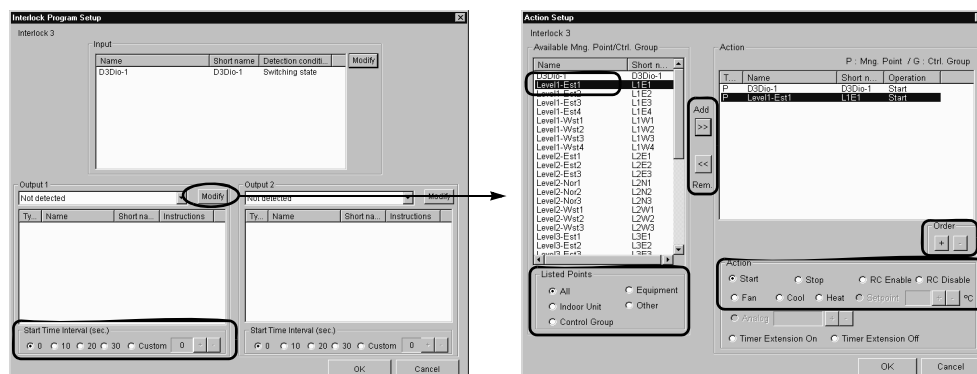 Interlock Program Setup
Interlock 3
Input
Name Short name Detection conditi...
D3Dio-1 D3Dio-1 Switching state
Modify
Output 1
Not detected
Modify
Ty... Name Short na... Instructions
Start Time Interval (sec.)
0 10 20 30 Custom 0 + -
Output 2
Not detected
Modify
Ty... Name Short na... Instructions
Start Time Interval (sec.)
0 10 20 30 Custom 0 + -
OK Cancel
Action Setup
Interlock 3
Available Mng. Point/Ctrl. Group
Name Short n...
D3Dio-1 D3Dio-1
Level1-Est1 L1E1
Level1-Est2 L1E2
Level1-Est3 L1E3
Level1-Est4 L1E4
Level1-Wst1 L1W1
Level1-Wst2 L1W2
Level1-Wst3 L1W3
Level1-Wst4 L1W4
Level2-Est1 L2E1
Level2-Est2 L2E2
Level2-Est3 L2E3
Level2-Nor1 L2N1
Level2-Nor2 L2N2
Level2-Nor3 L2N3
Level2-Wst1 L2W1
Level2-Wst2 L2W2
Level2-Wst3 L2W3
Level3-Est1 L3E1
Level3-Est2 L3E2
Level3-Est3 L3E3
Listed Points
All Equipment
Indoor Unit Other
Control Group
Add
>>
<<
Rem.
Action
P : Mng. Point / G : Ctrl. Group
T... Name Short n... Operation
P D3Dio-1 D3Dio-1 Start
P Level1-Est1 L1E1 Start
Order
+ -
Action
Start Stop RC Enable RC Disable
Fan Cool Heat Setpoint + - ºC
Analog + -
Timer Extension On Timer Extension Off
OK Cancel